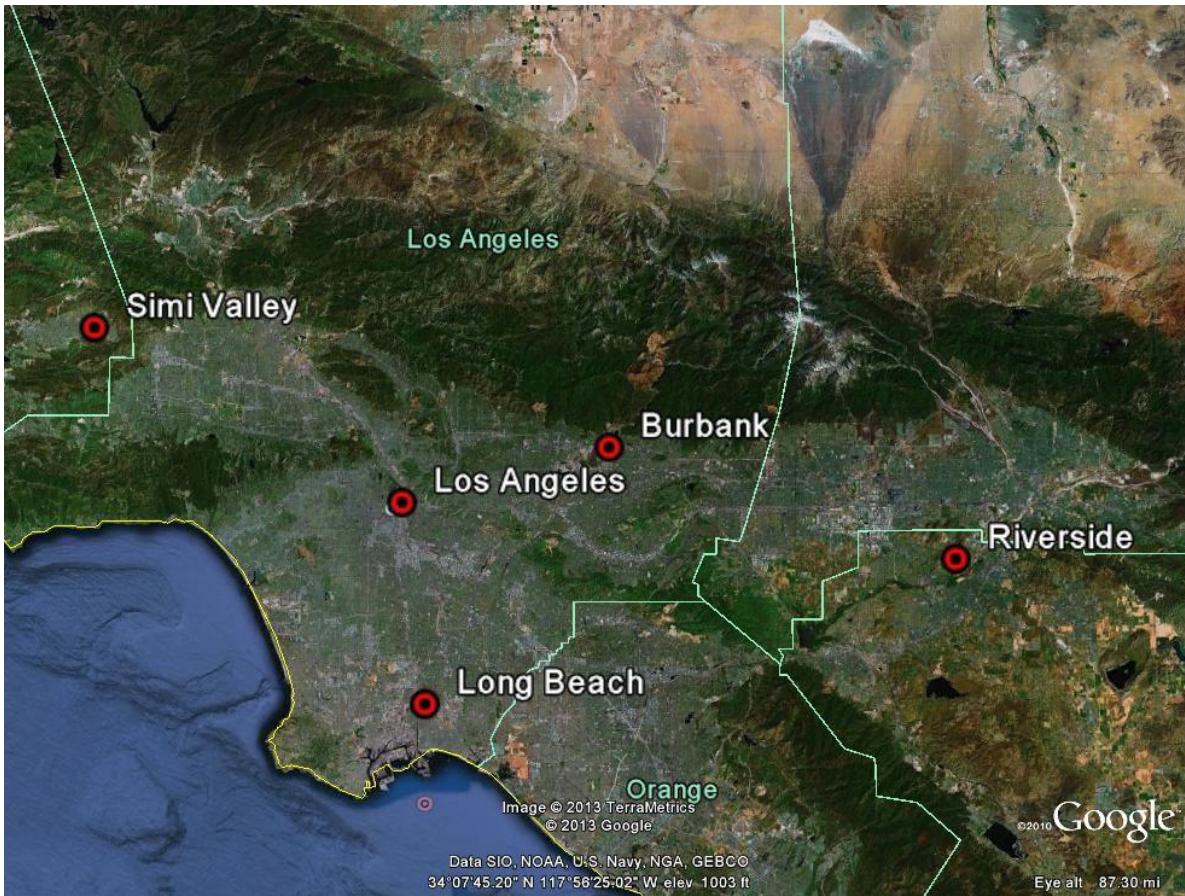 Los Angeles
Simi Valley
Burbank
Los Angeles
Riverside
Long Beach
Orange
Image © 2013 TerraMetrics
© 2013 Google
©2010 Google
Data SIO, NOAA, U.S. Navy, NGA, GEBCO
34°07'45.20" N 117°56'25.02" W elev 1003 ft
Eye alt 87.30 mi